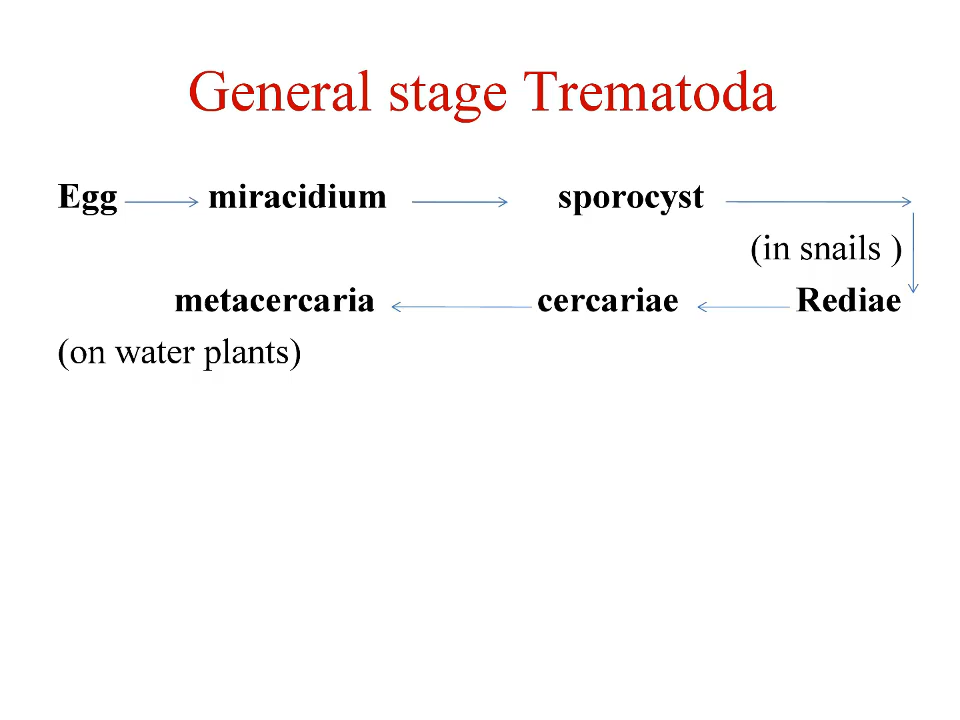 General stage Trematoda
Egg miracidium sporocyst
(in snails )
metacercaria cercariae Rediae
(on water plants)